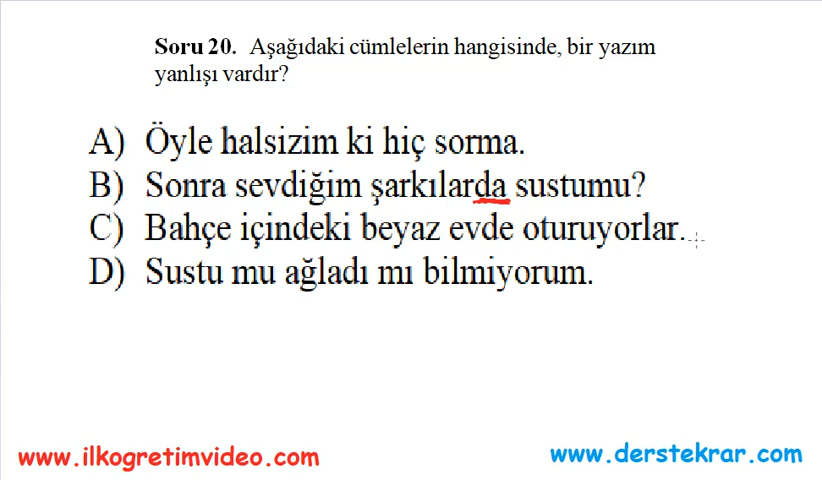 Soru 20. Aşağıdaki cümlelerin hangisinde, bir yazım
yanlışı vardır?
A) Öyle halsizim ki hiç sorma.
B) Sonra sevdiğim şarkılarda sustumu?
C) Bahçe içindeki beyaz evde oturuyorlar.
D) Sustu mu ağladı mı bilmiyorum.
www.ilkogretimvideo.com
www.derstekrar.com